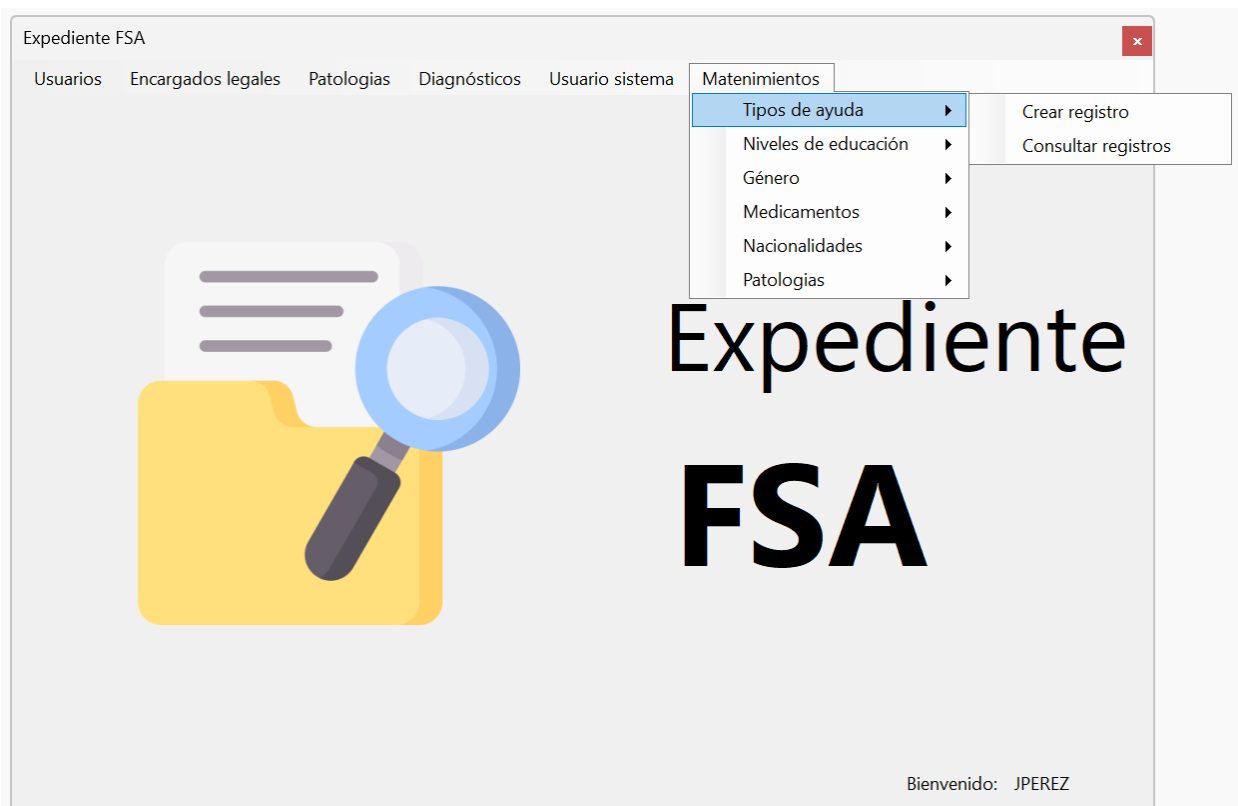 Expediente FSA
Usuarios Encargados legales Patologias Diagnósticos Usuario sistema Matenimientos
Tipos de ayuda
Crear registro
Niveles de educación
Consultar registros
Género
Medicamentos
Nacionalidades
Patologias
Expediente
FSA
Bienvenido: JPEREZ